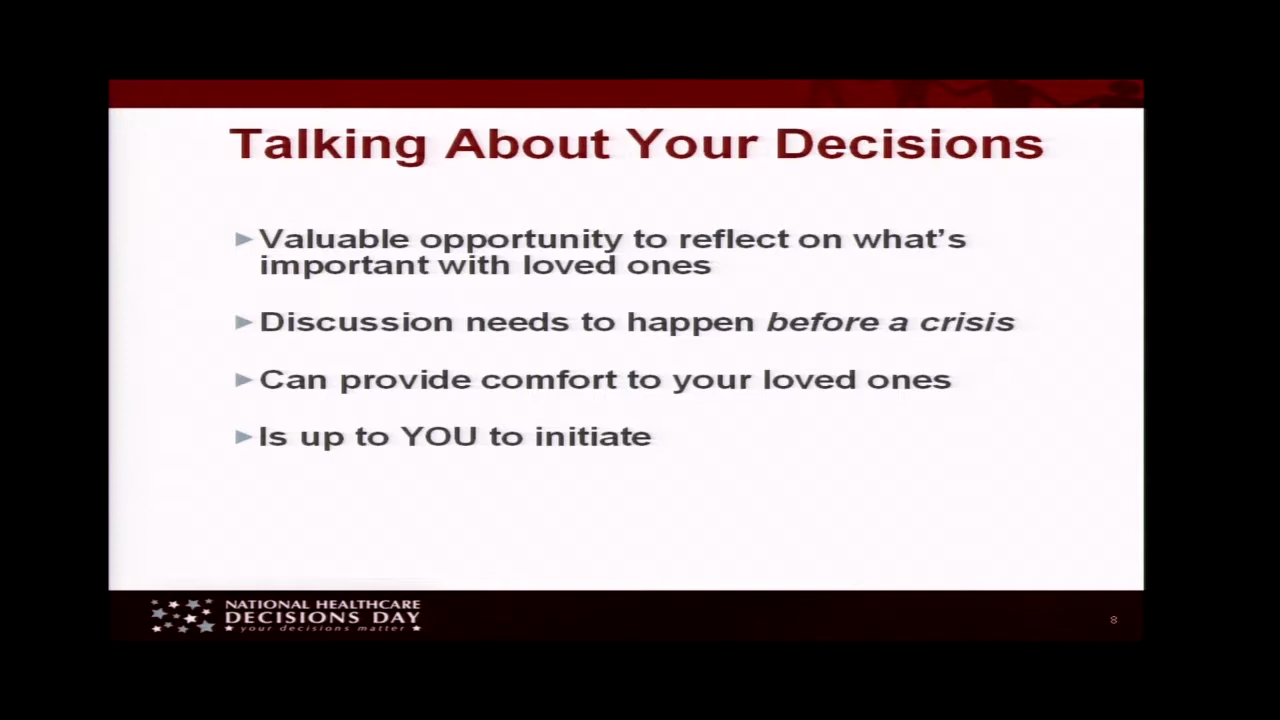 Talking About Your Decisions
Valuable opportunity to reflect on what's
important with loved ones
Discussion needs to happen before a crisis
Can provide comfort to your loved ones
Is up to YOU to initiate
NATIONAL HEALTHCARE
DECISIONS DAY
your decisions matter
8